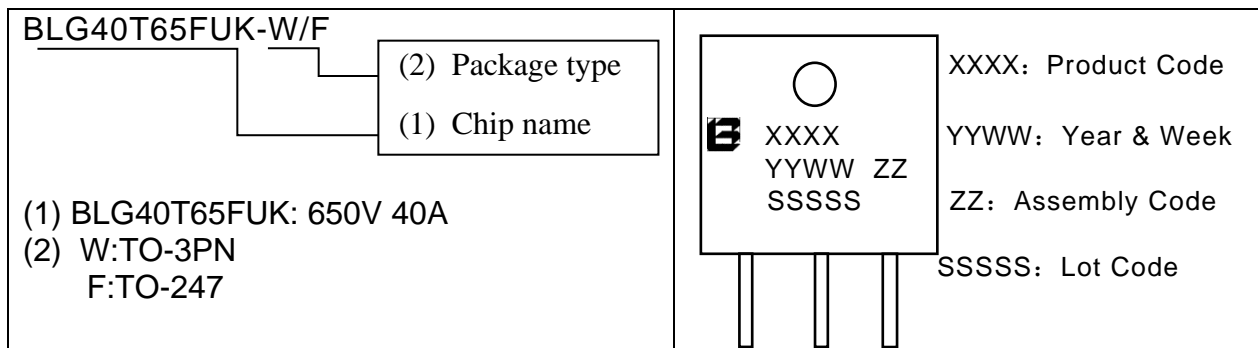 BLG40T65FUK-W/F
(2) Package type
(1) Chip name
(1) BLG40T65FUK: 650V 40A
(2) W:TO-3PN
F:TO-247
XXXX
YYWW ZZ
SSSSS
XXXX: Product Code
YYWW: Year & Week
ZZ: Assembly Code
SSSSS: Lot Code